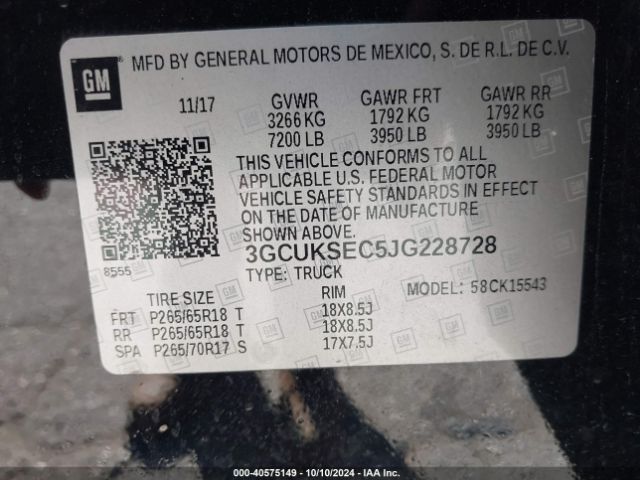 GM
MFD BY GENERAL MOTORS DE MEXICO, S. DE R.L. DE C.V.
11/17 GVWR GAWR FRT GAWR RR
3266 KG 1792 KG 1792 KG
7200 LB 3950 LB 3950 LB
THIS VEHICLE CONFORMS TO ALL
APPLICABLE U.S. FEDERAL MOTOR
VEHICLE SAFETY STANDARDS IN EFFECT
ON THE DATE OF MANUFACTURE
SHOWN ABOVE.
8555
3GCUKSEC5JG228728
TYPE: TRUCK MODEL: 58CK15543
TIRE SIZE RIM
FRT P265/65R18 T 18X8.5J
RR P265/65R18 T 18X8.5J
SPA P265/70R17 S 17X7.5J
000-40575149 - 10/10/2024 - IAA Inc.